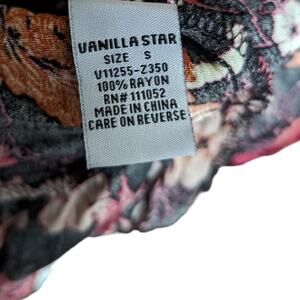 VANILLA STAR
SIZE S
V11255-Z350
100% RAYON
RN# 111052
MADE IN CHINA
CARE ON REVERSE